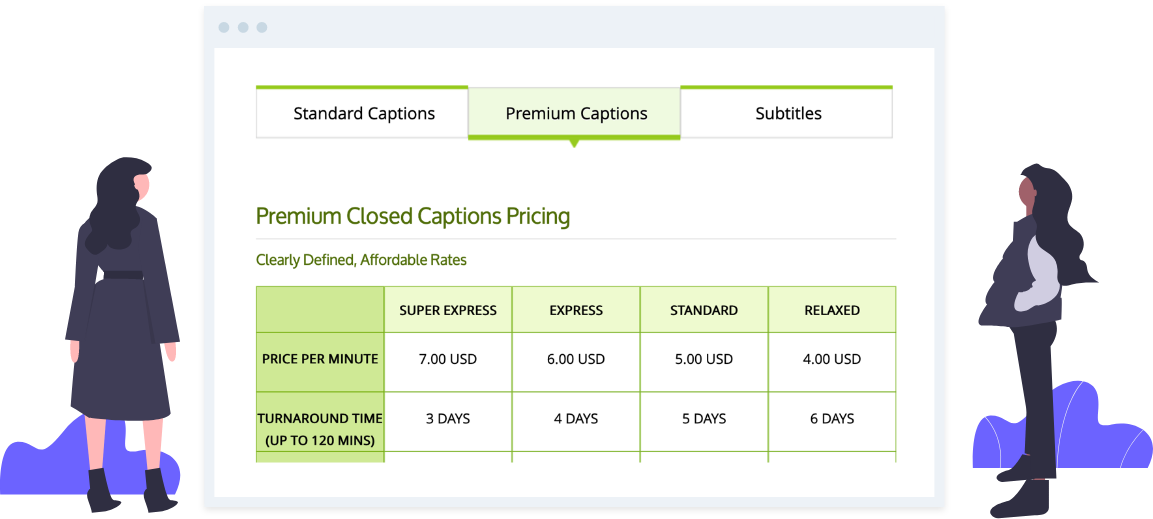 Standard Captions
Premium Captions
Subtitles
Premium Closed Captions Pricing
Clearly Defined, Affordable Rates
SUPER EXPRESS EXPRESS STANDARD RELAXED
PRICE PER MINUTE 7.00 USD 6.00 USD 5.00 USD 4.00 USD
TURNAROUND TIME 3 DAYS 4 DAYS 5 DAYS 6 DAYS
(UP TO 120 MINS)